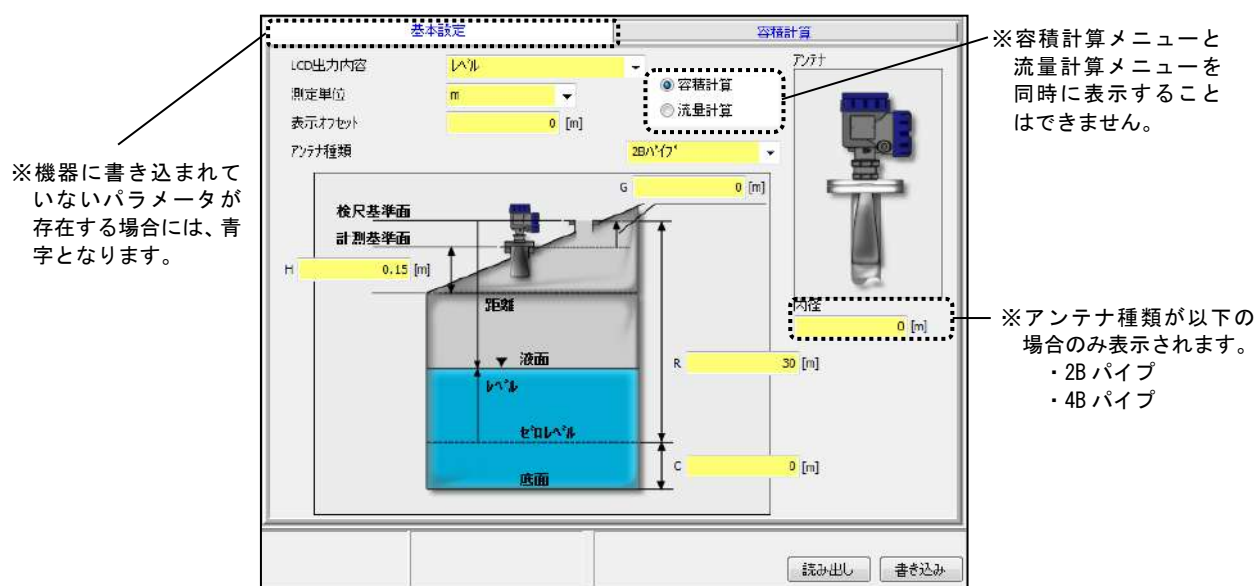 基本設定
容積計算
LCD出力内容
ﾚﾍﾞﾙ
測定単位
m
表示ｵﾌｾｯﾄ
0 [m]
ｱﾝﾃﾅ種類
2Bﾊﾟｲﾌﾟ
容積計算
流量計算
ｱﾝﾃﾅ
※容積計算メニューと
流量計算メニューを
同時に表示すること
はできません。
※機器に書き込まれて
いないパラメータが
存在する場合には、青
字となります。
G 0 [m]
検尺基準面
計測基準面
H 0.15 [m]
距離
液面
ﾚﾍﾞﾙ
ｾﾞﾛﾚﾍﾞﾙ
底面
R 30 [m]
C 0 [m]
内径
0 [m]
※アンテナ種類が以下の
場合のみ表示されます。
・2B パイプ
・4B パイプ
読み出し
書き込み